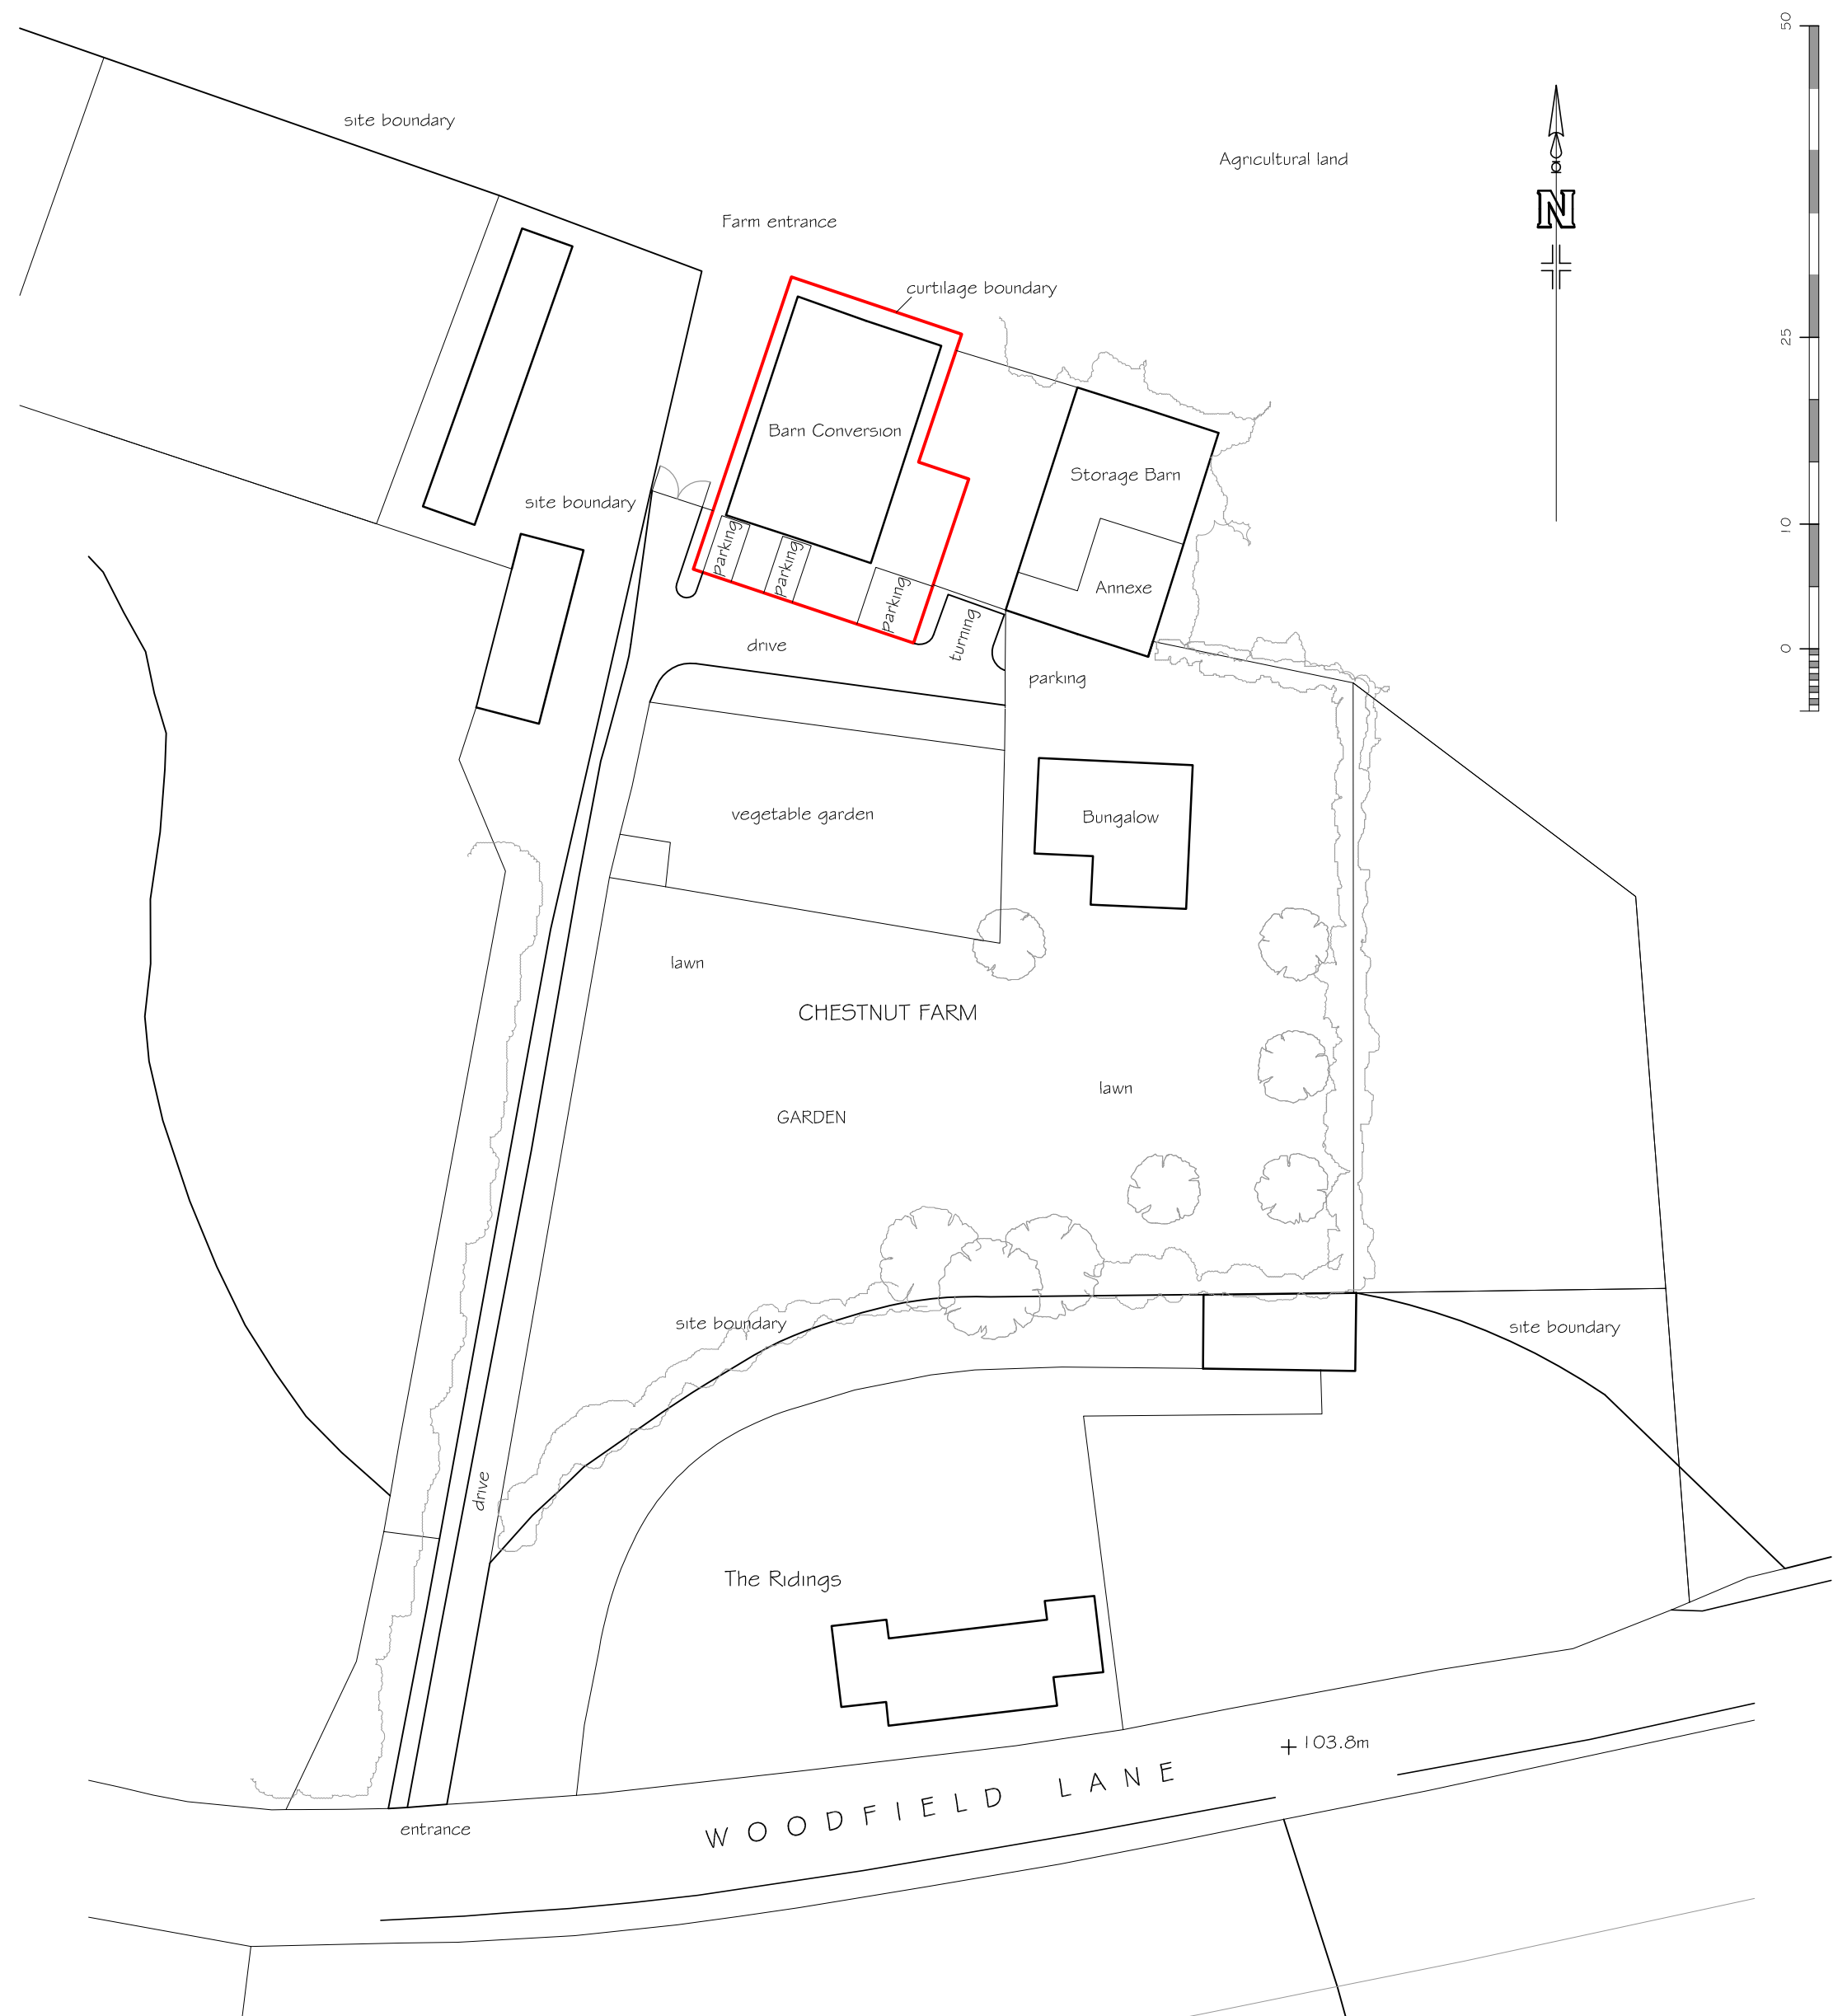 50
site boundary
Agricultural land
N
Farm entrance
curtilage boundary
25
Barn Conversion
Storage Barn
site boundary
10
Parking
Parking
Parking
Annexe
turning
drive
0
parking
vegetable garden
Bungalow
lawn
CHESTNUT FARM
lawn
GARDEN
site boundary
site boundary
drive
The Ridings
103.8m
WOODFIELD LANE
entrance